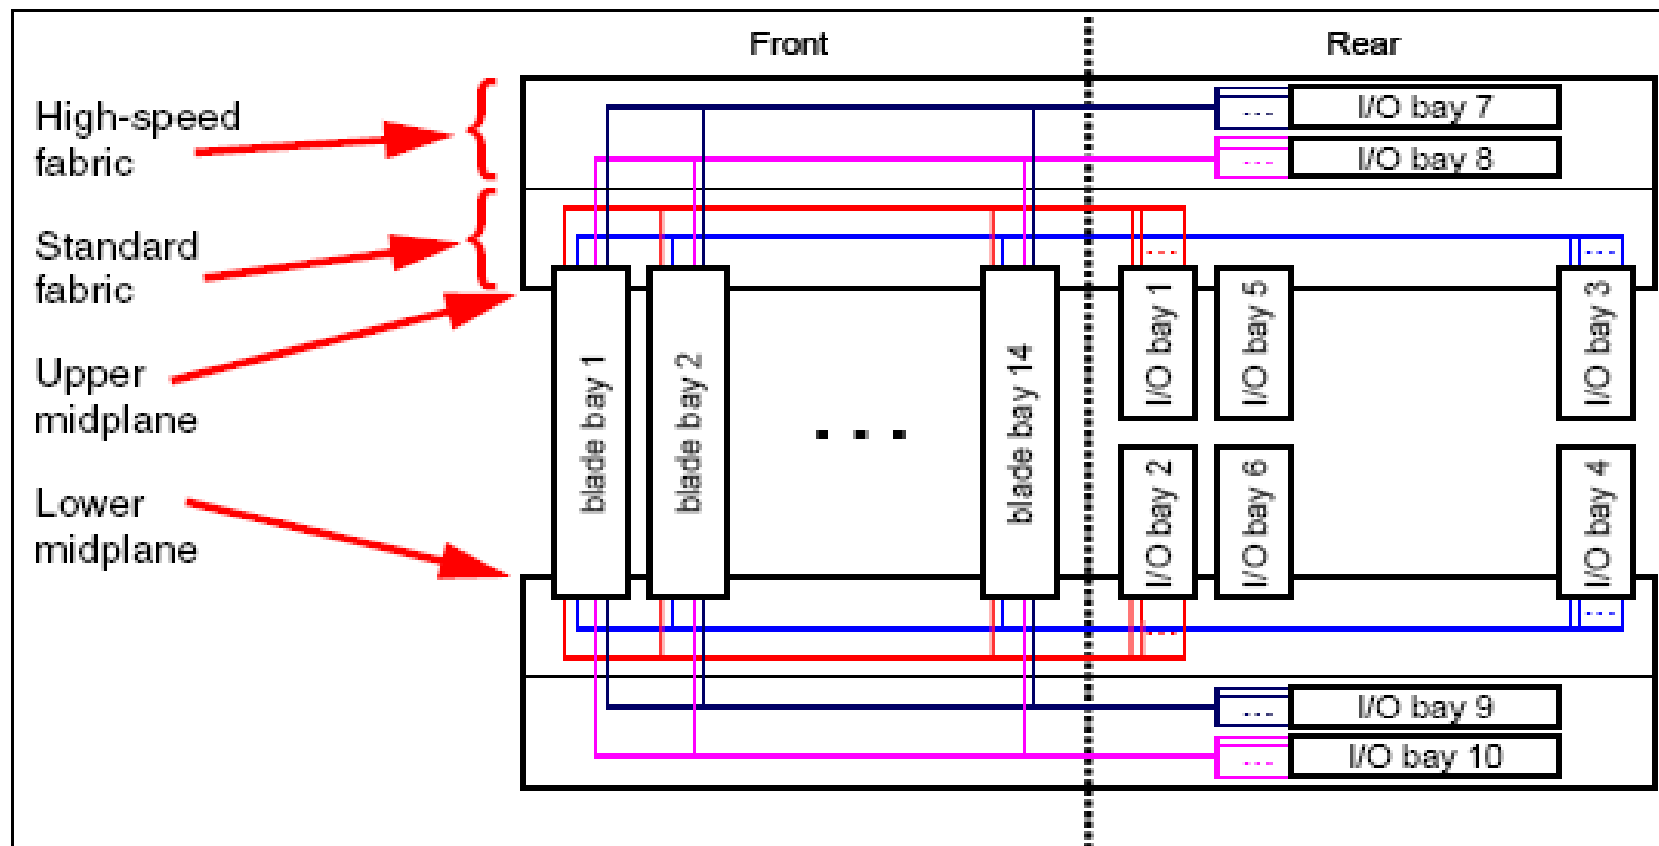 Front
Rear
High-speed
fabric
Standard
fabric
Upper
midplane
Lower
midplane
I/O bay 7
I/O bay 8
blade bay 1
blade bay 2
. . .
blade bay 14
I/O bay 1
I/O bay 5
I/O bay 3
I/O bay 2
I/O bay 6
I/O bay 4
I/O bay 9
I/O bay 10